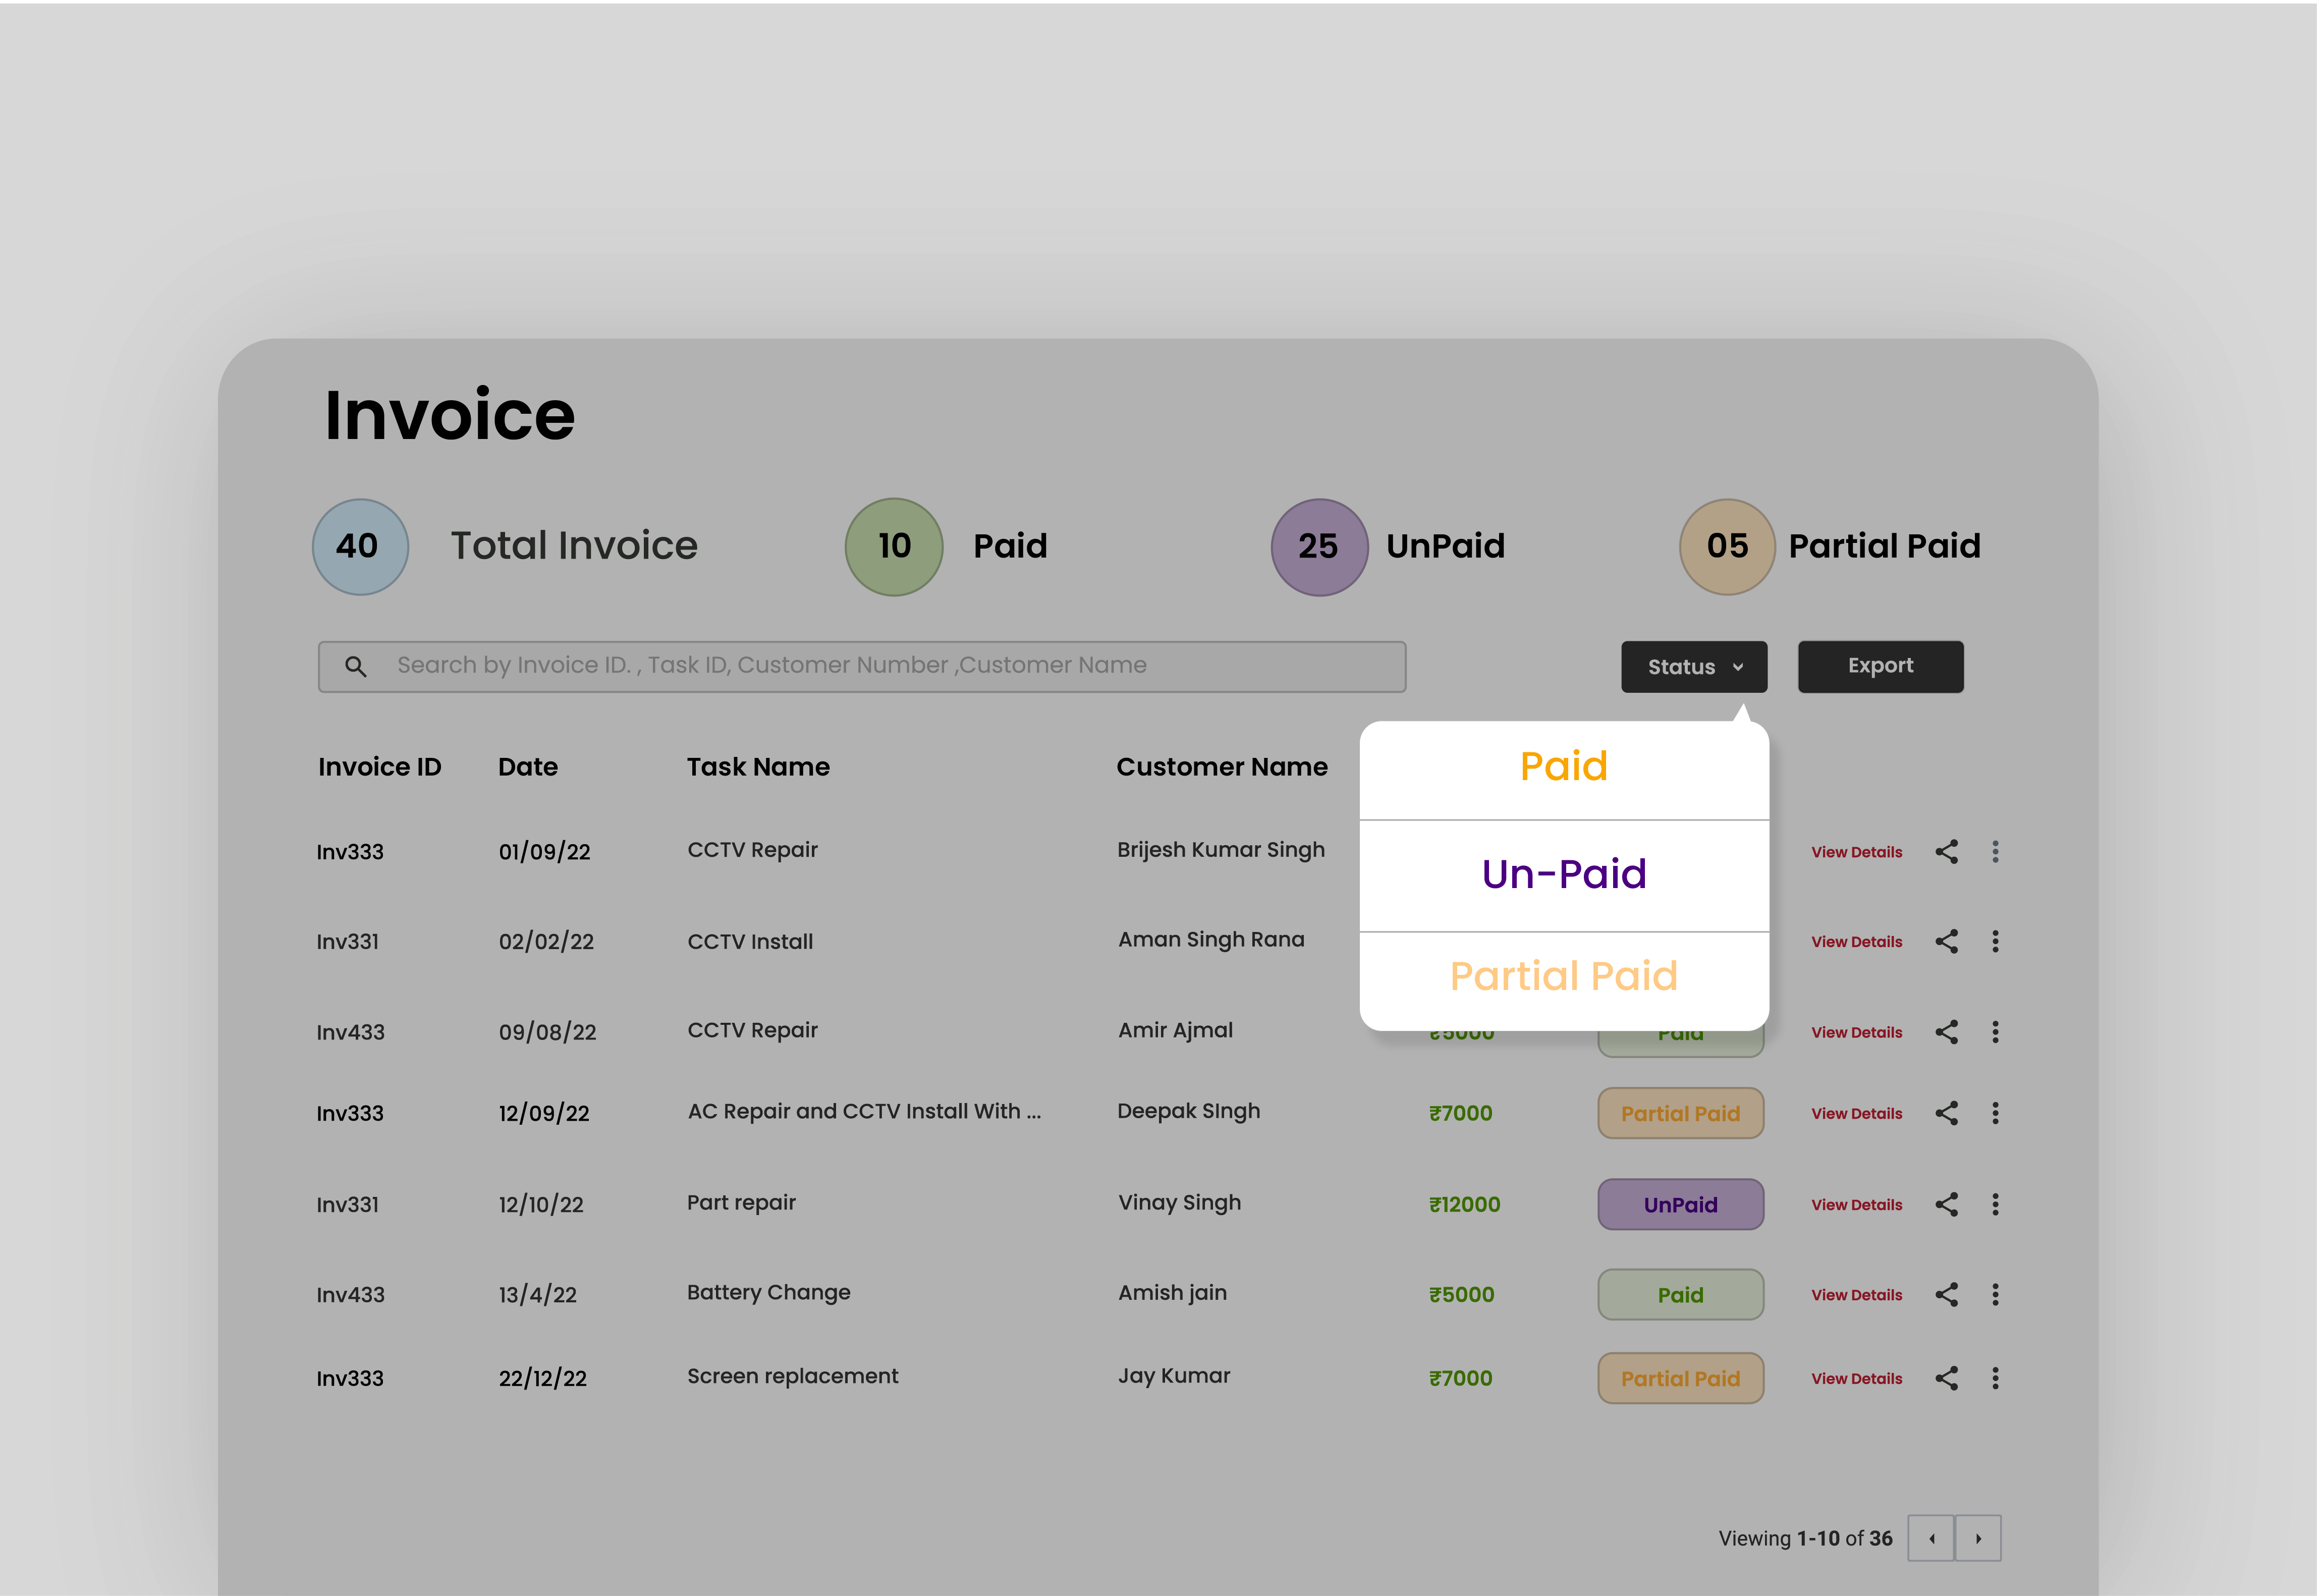 Invoice
40 Total Invoice 10 Paid 25 UnPaid 05 Partial Paid
Search by Invoice ID. , Task ID, Customer Number ,Customer Name Status Export
Invoice ID Date Task Name Customer Name
Paid
Un-Paid
Partial Paid
Inv333 01/09/22 CCTV Repair Brijesh Kumar Singh View Details
Inv331 02/02/22 CCTV Install Aman Singh Rana View Details
Inv433 09/08/22 CCTV Repair Amir Ajmal ₹5000 Paid View Details
Inv333 12/09/22 AC Repair and CCTV Install With ... Deepak SIngh ₹7000 Partial Paid View Details
Inv331 12/10/22 Part repair Vinay Singh ₹12000 UnPaid View Details
Inv433 13/4/22 Battery Change Amish jain ₹5000 Paid View Details
Inv333 22/12/22 Screen replacement Jay Kumar ₹7000 Partial Paid View Details
Viewing 1-10 of 36